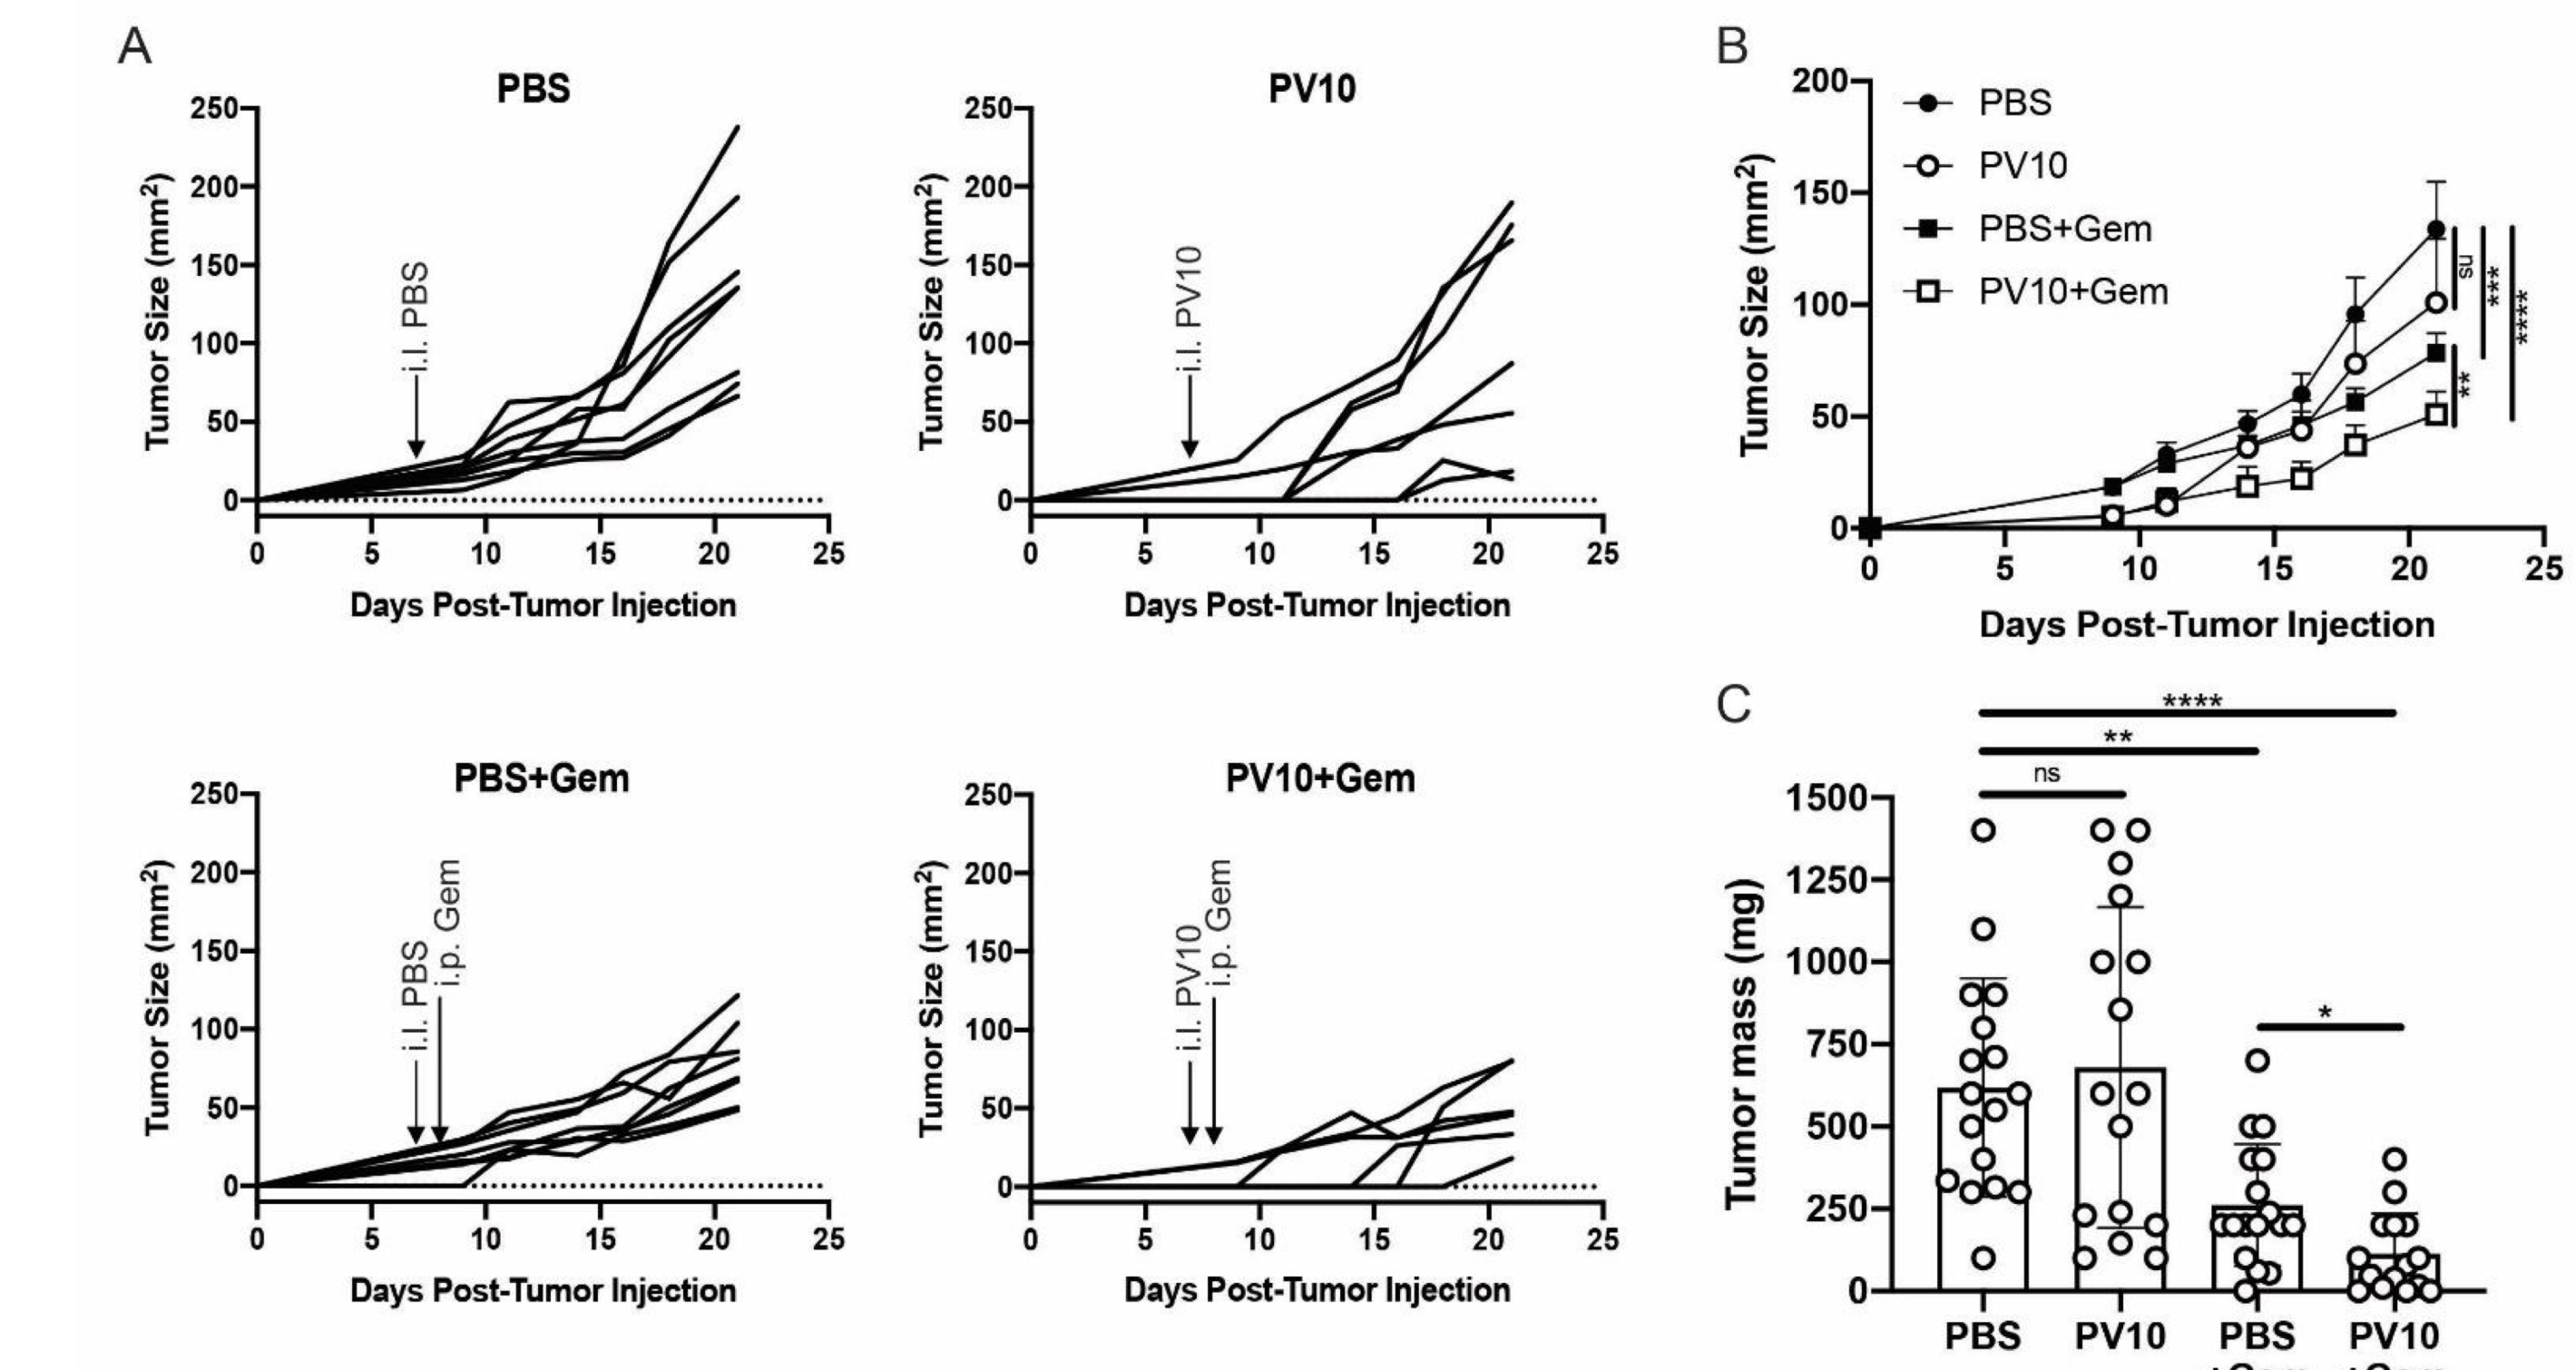 A
PBS
250
200
150
100
50
0
Tumor Size (mm²)
i.l. PBS
0 5 10 15 20 25
Days Post-Tumor Injection
PV10
250
200
150
100
50
0
Tumor Size (mm²)
i.l. PV10
0 5 10 15 20 25
Days Post-Tumor Injection
PBS+Gem
250
200
150
100
50
0
Tumor Size (mm²)
i.l. PBS
i.p. Gem
0 5 10 15 20 25
Days Post-Tumor Injection
PV10+Gem
250
200
150
100
50
0
Tumor Size (mm²)
i.l. PV10
i.p. Gem
0 5 10 15 20 25
Days Post-Tumor Injection
B
200
150
100
50
0
Tumor Size (mm²)
PBS
PV10
PBS+Gem
PV10+Gem
ns
***
****
**
0 5 10 15 20 25
Days Post-Tumor Injection
C
****
**
ns
*
1500
1250
1000
750
500
250
0
Tumor mass (mg)
PBS PV10 PBS PV10